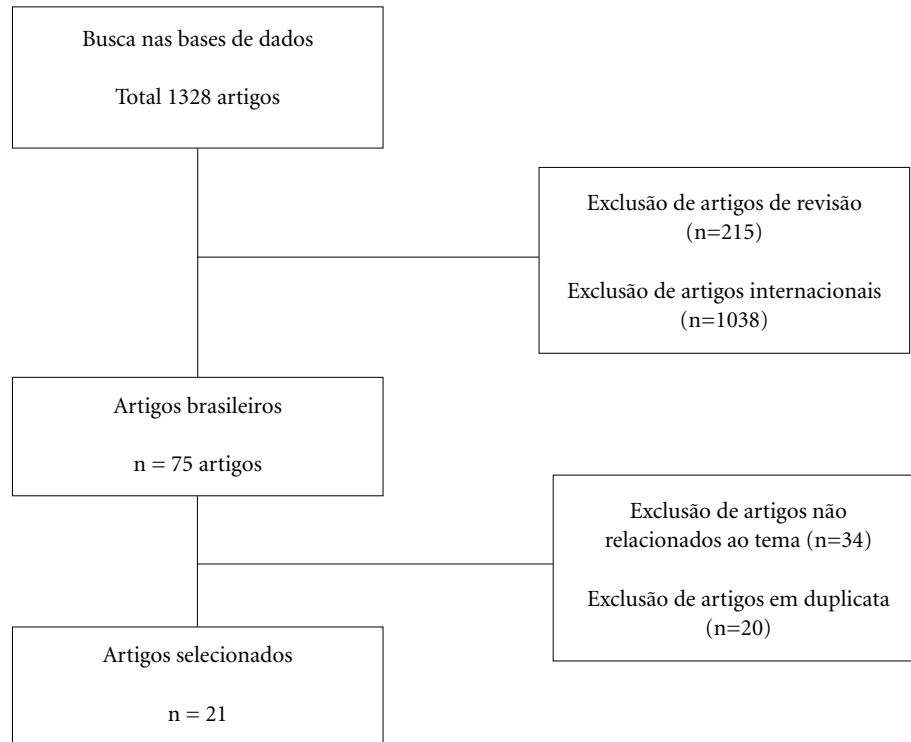 Busca nas bases de dados
Total 1328 artigos
Exclusão de artigos de revisão
(n=215)
Exclusão de artigos internacionais
(n=1038)
Artigos brasileiros
n = 75 artigos
Exclusão de artigos não
relacionados ao tema (n=34)
Exclusão de artigos em duplicata
(n=20)
Artigos selecionados
n = 21